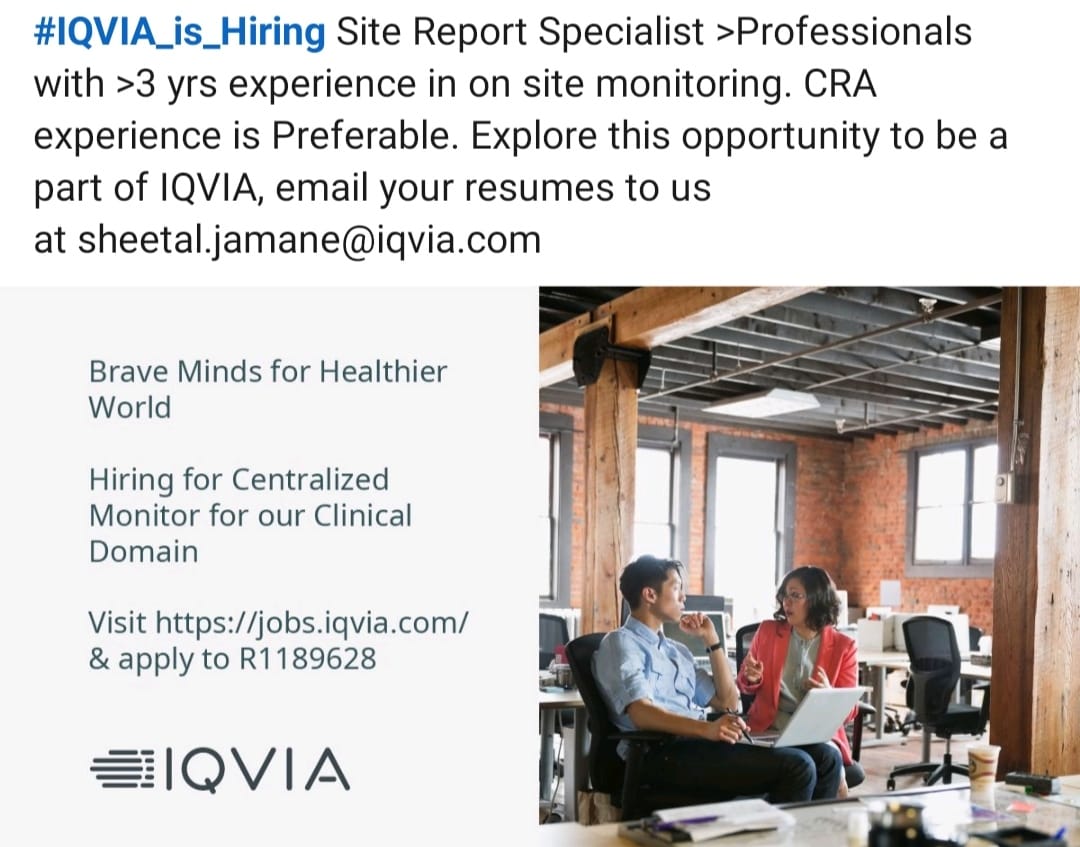 #IQVIA_is_Hiring Site Report Specialist >Professionals
with >3 yrs experience in on site monitoring. CRA
experience is Preferable. Explore this opportunity to be a
part of IQVIA, email your resumes to us
at sheetal.jamane@iqvia.com
Brave Minds for Healthier
World
Hiring for Centralized
Monitor for our Clinical
Domain
Visit https://jobs.iqvia.com/
& apply to R1189628
IQVIA